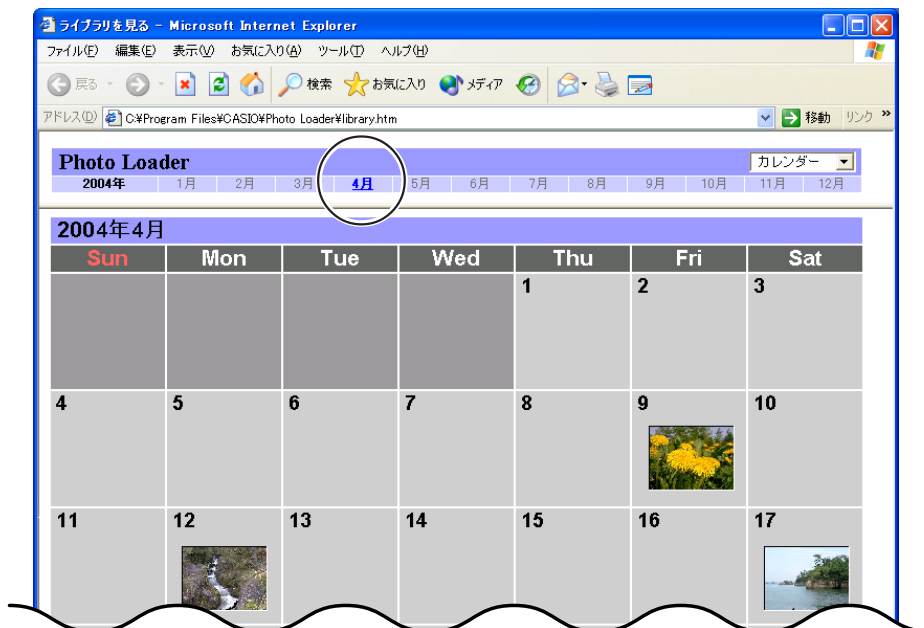 ライブラリを見る - Microsoft Internet Explorer
ファイル(F) 編集(E) 表示(V) お気に入り(A) ツール(T) ヘルプ(H)
戻る 検索 お気に入り メディア
アドレス(D) C:¥Program Files¥CASIO¥Photo Loader¥library.htm 移動 リンク »
Photo Loader カレンダー
2004年 1月 2月 3月 4月 5月 6月 7月 8月 9月 10月 11月 12月
2004年4月
Sun Mon Tue Wed Thu Fri Sat
1 2 3
4 5 6 7 8 9 10
11 12 13 14 15 16 17